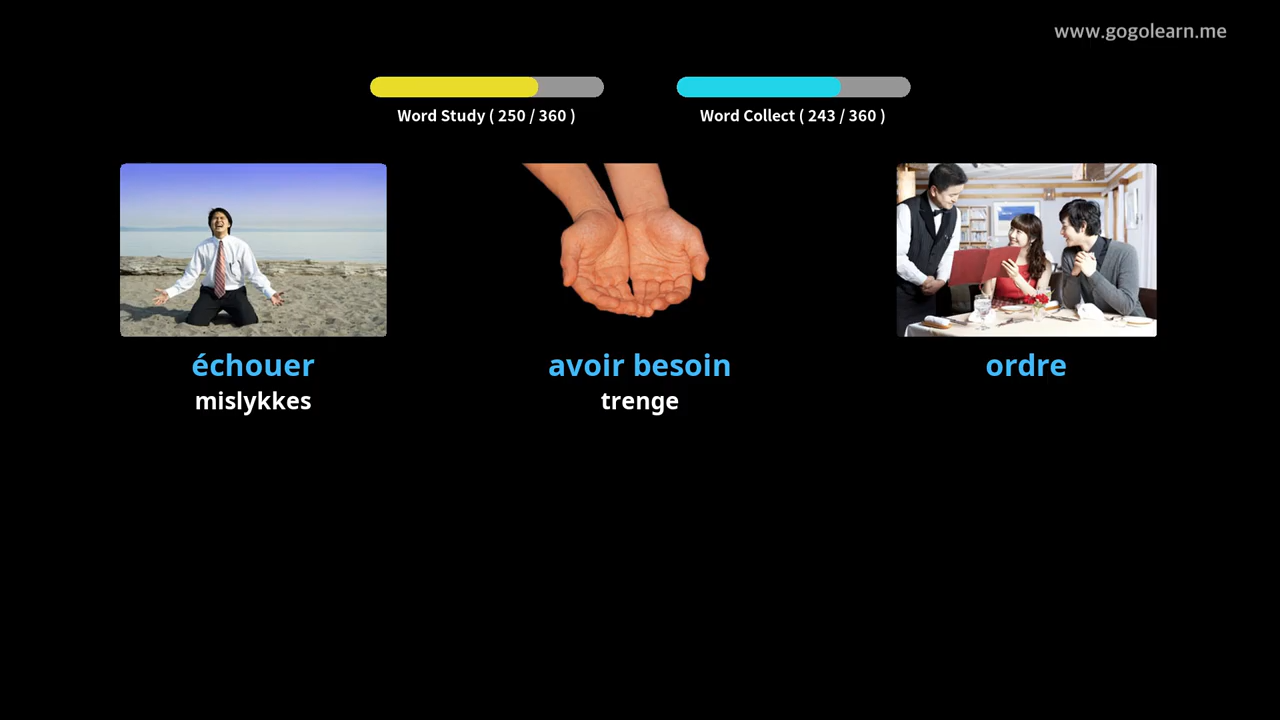 www.gogolearn.me
Word Study ( 250 / 360 )
Word Collect ( 243 / 360 )
échouer
mislykkes
avoir besoin
trenge
ordre